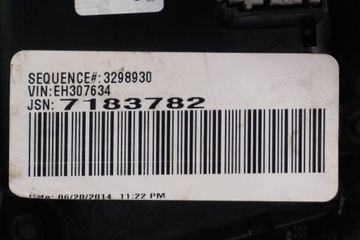 SEQUENCE#: 3298930
VIN:EH307634
JSN: 7183782
Date: 06/20/2014 11:22 PM